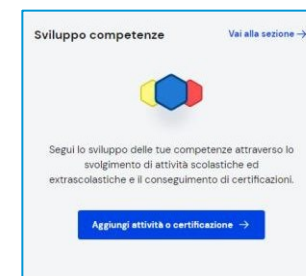 Sviluppo competenze
Vai alla sezione →
Segui lo sviluppo delle tue competenze attraverso lo
svolgimento di attività scolastiche ed
extrascolastiche e il conseguimento di certificazioni.
Aggiungi attività o certificazione →